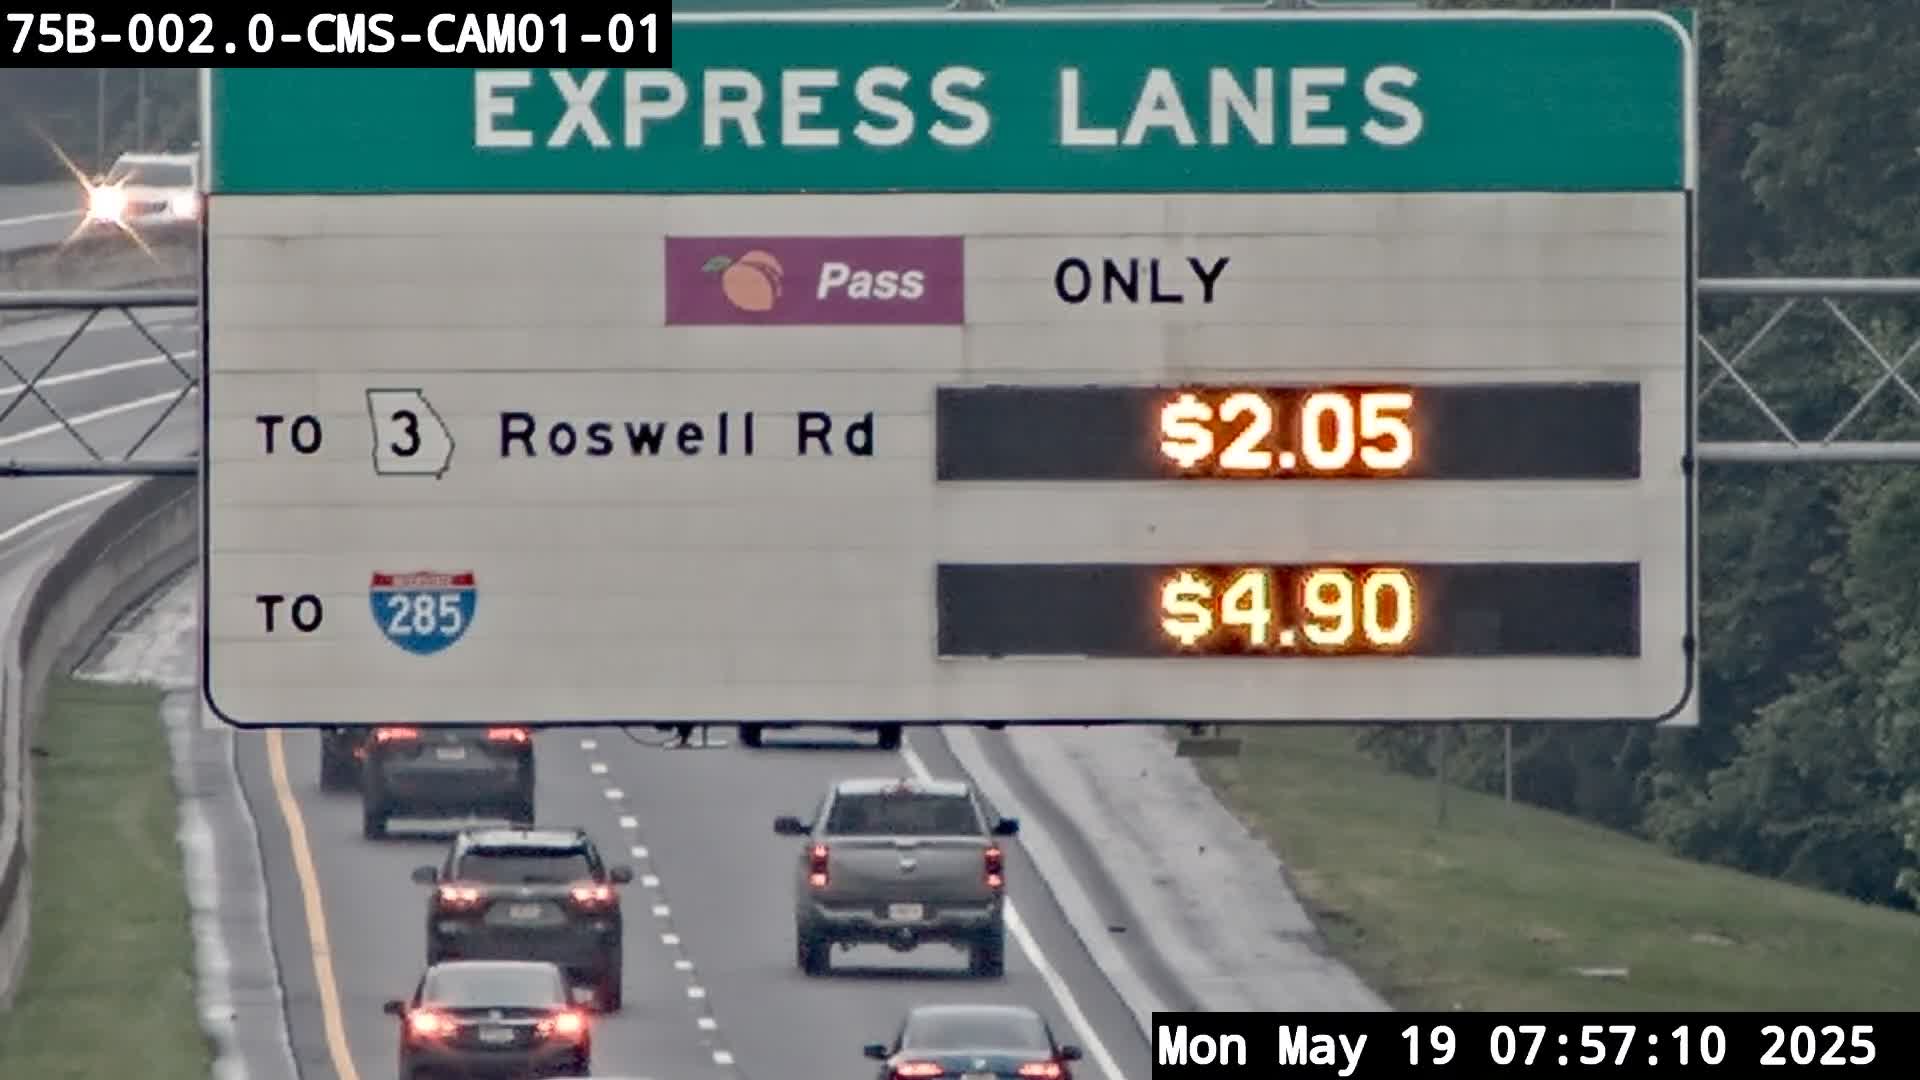 75B-002.0-CMS-CAM01-01
EXPRESS LANES
Pass ONLY
TO 3 Roswell Rd $2.05
TO 285 $4.90
Mon May 19 07:57:10 2025